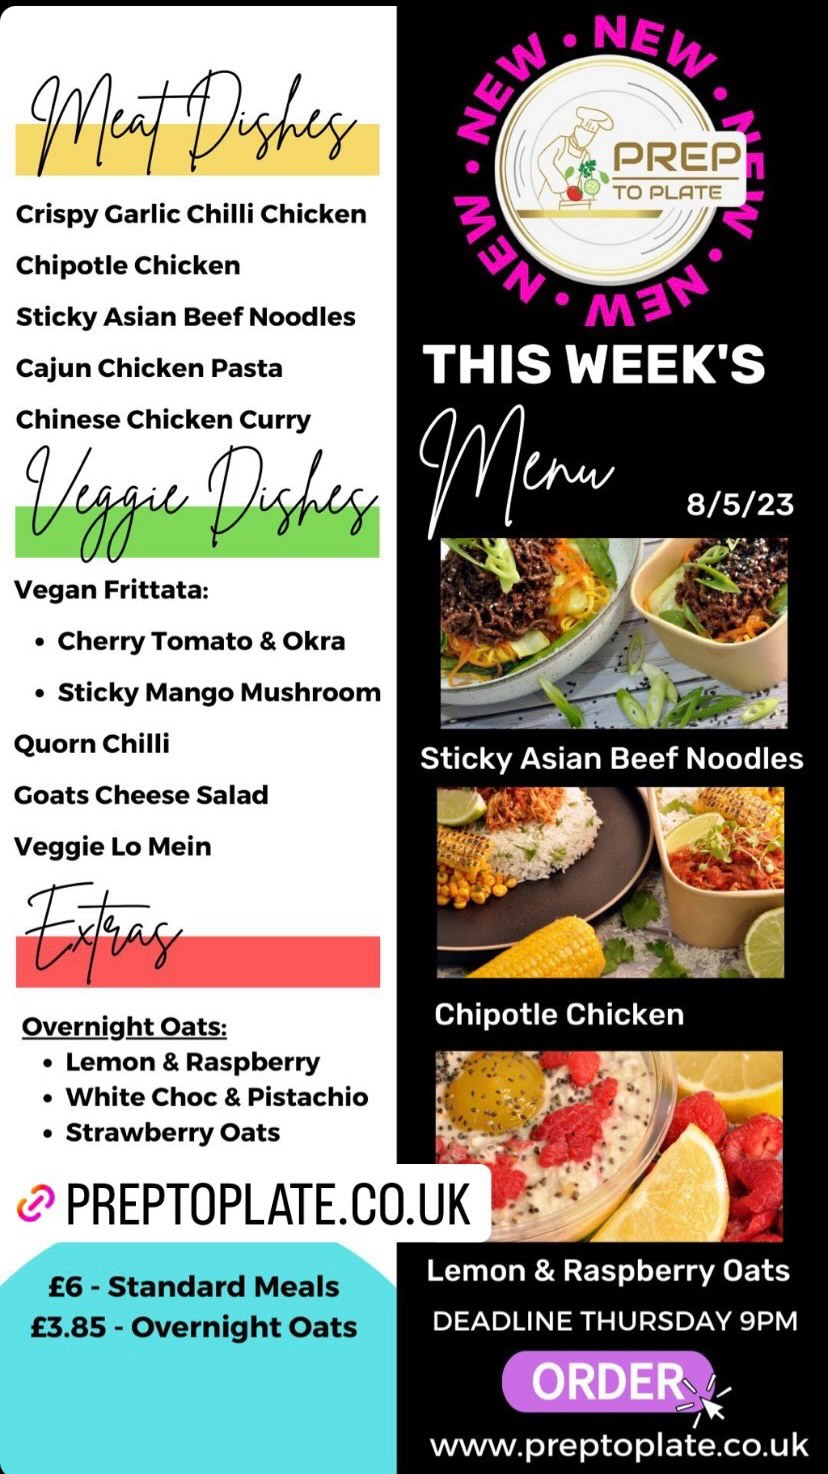 Meat Dishes
Crispy Garlic Chilli Chicken
Chipotle Chicken
Sticky Asian Beef Noodles
Cajun Chicken Pasta
Chinese Chicken Curry
Veggie Dishes
Vegan Frittata:
• Cherry Tomato & Okra
• Sticky Mango Mushroom
Quorn Chilli
Goats Cheese Salad
Veggie Lo Mein
Extras
Overnight Oats:
• Lemon & Raspberry
• White Choc & Pistachio
• Strawberry Oats
PREPTOPLATE.CO.UK
£6 - Standard Meals
£3.85 - Overnight Oats
NEW • NEW • NEW • NEW • NEW • NEW •
PREP
TO PLATE
THIS WEEK'S
Menu
8/5/23
Sticky Asian Beef Noodles
Chipotle Chicken
Lemon & Raspberry Oats
DEADLINE THURSDAY 9PM
ORDER
www.preptoplate.co.uk